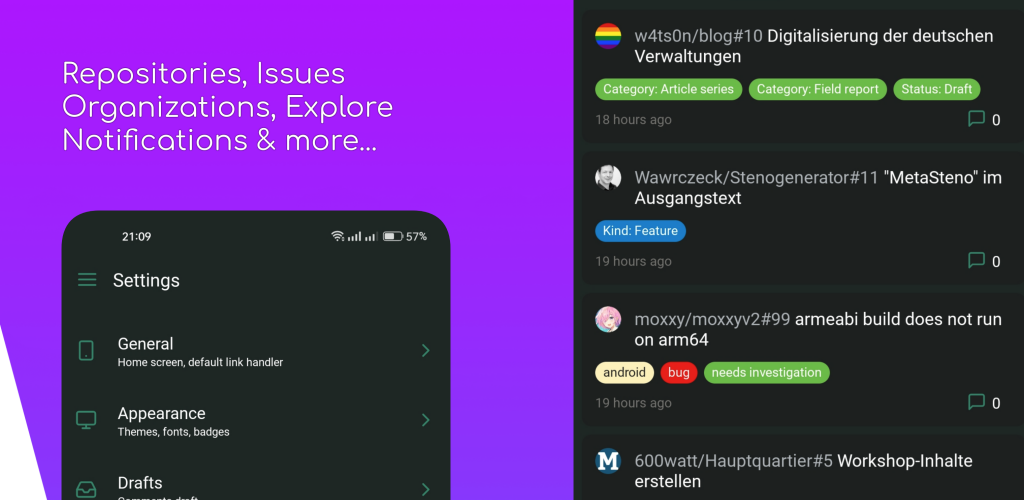 Repositories, Issues
Organizations, Explore
Notifications & more...
21:09
57%
Settings
General
Home screen, default link handler
Appearance
Themes, fonts, badges
Drafts
Comments draft
w4ts0n/blog#10 Digitalisierung der deutschen
Verwaltungen
Category: Article series
Category: Field report
Status: Draft
18 hours ago
0
Wawrczeck/Stenogenerator#11 "MetaSteno" im
Ausgangstext
Kind: Feature
19 hours ago
0
moxxy/moxxyv2#99 armeabi build does not run
on arm64
android
bug
needs investigation
19 hours ago
0
M
600watt/Hauptquartier#5 Workshop-Inhalte
erstellen